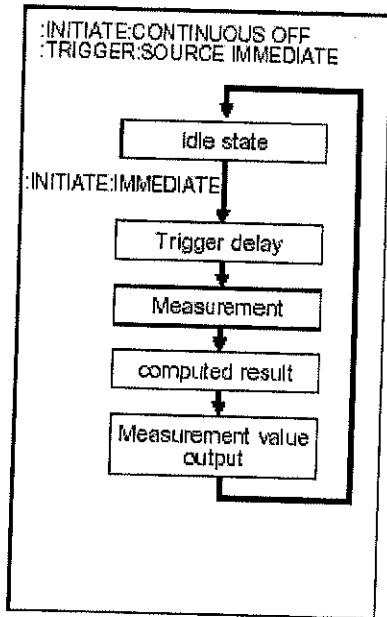 :INITIATE:CONTINUOUS OFF
:TRIGGER:SOURCE IMMEDIATE
Idle state
:INITIATE:IMMEDIATE
Trigger delay
Measurement
computed result
Measurement value
output